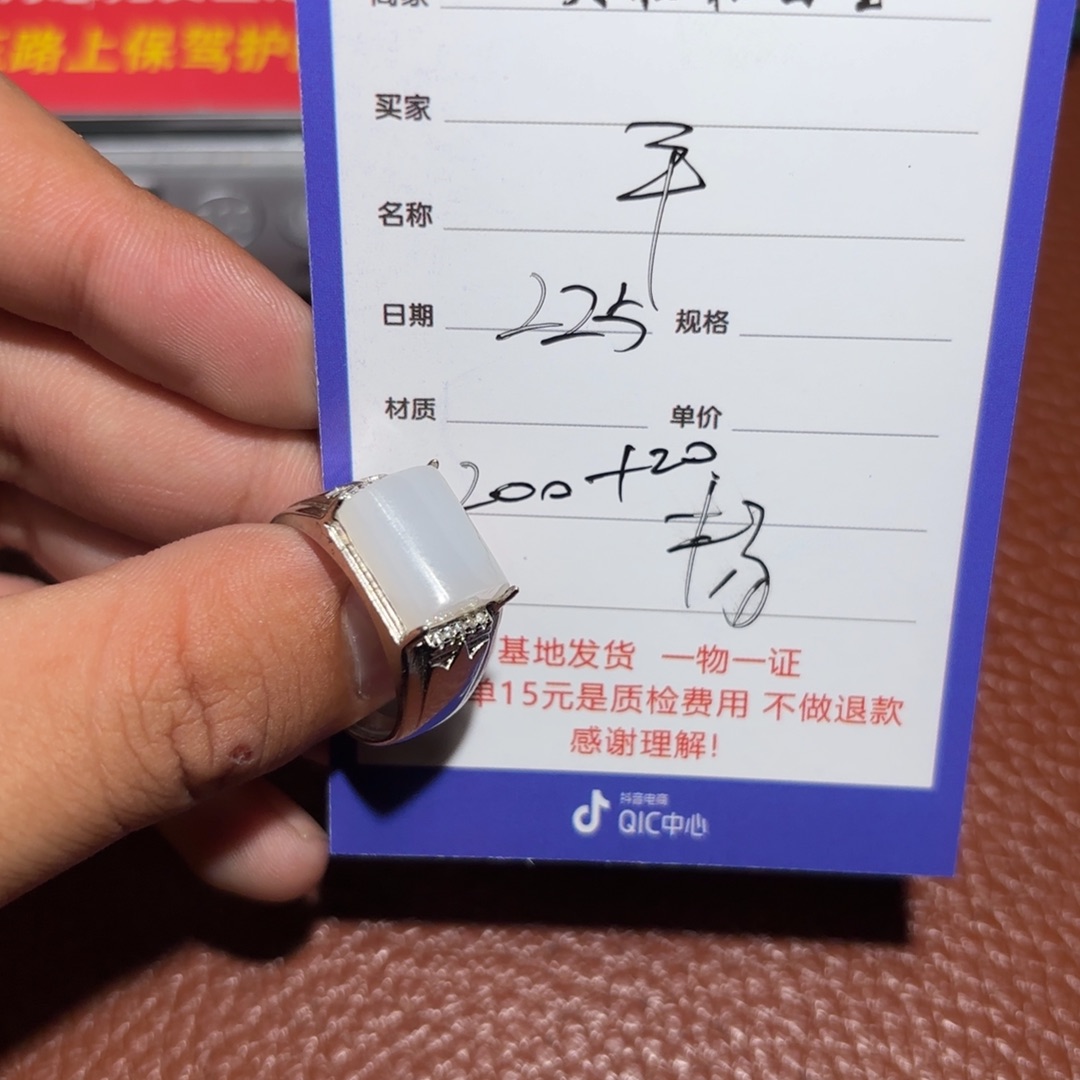 路上保驾护
商家
买家
名称
日期 225 规格
材质 单价
200+20
基地发货 一物一证
单15元是质检费用 不做退款
感谢理解!
抖音电商
QIC中心